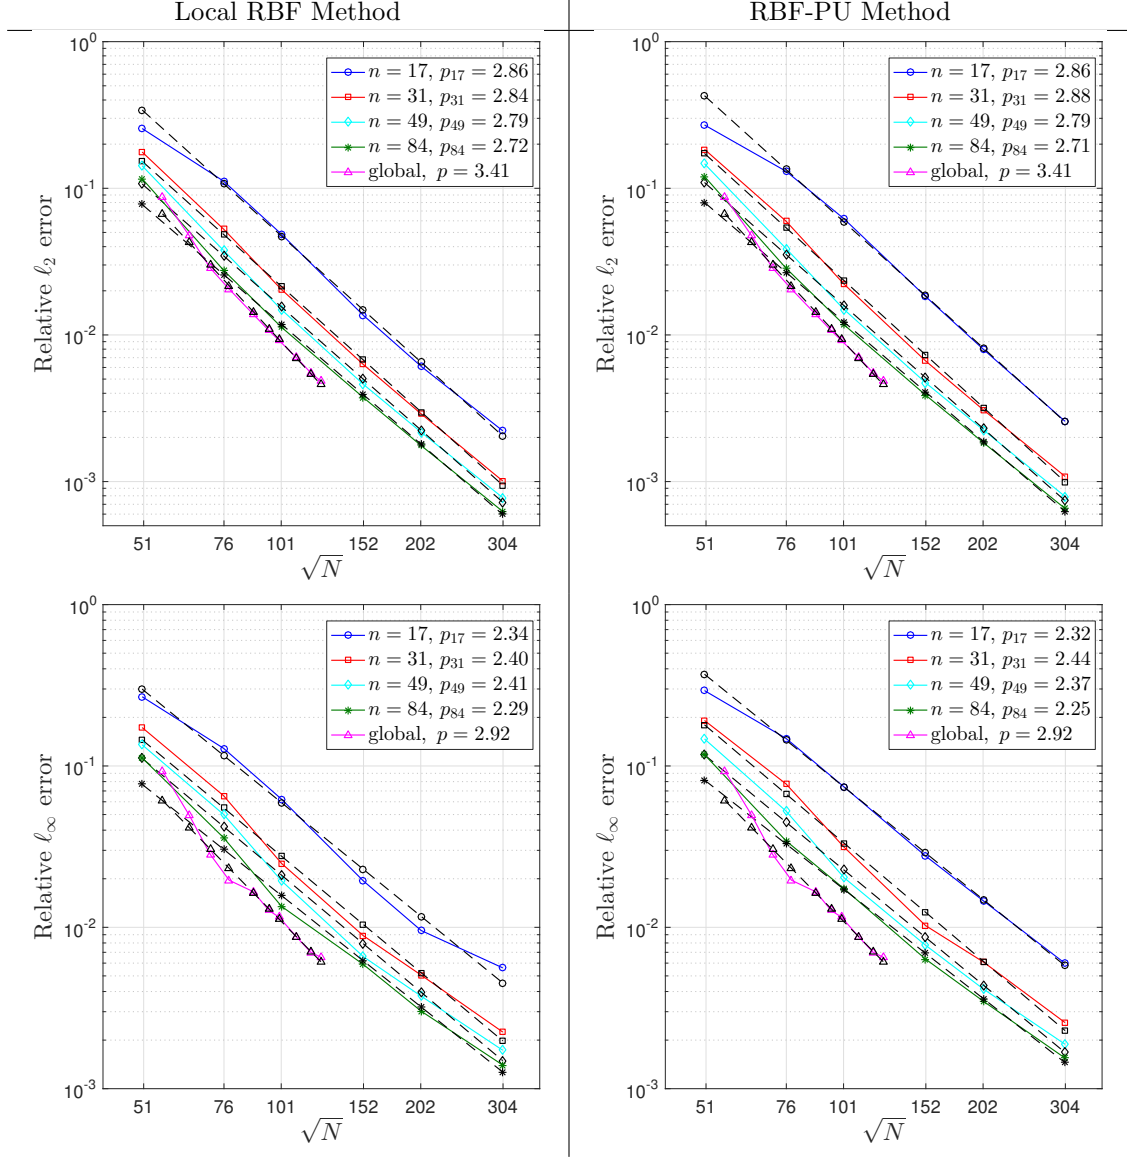 Local RBF Method
RBF-PU Method
10^0
10^-1
10^-2
10^-3
Relative ℓ_2 error
n = 17, p_17 = 2.86
n = 31, p_31 = 2.84
n = 49, p_49 = 2.79
n = 84, p_84 = 2.72
global, p = 3.41
51 76 101 152 202 304
√N
10^0
10^-1
10^-2
10^-3
Relative ℓ_2 error
n = 17, p_17 = 2.86
n = 31, p_31 = 2.88
n = 49, p_49 = 2.79
n = 84, p_84 = 2.71
global, p = 3.41
51 76 101 152 202 304
√N
10^0
10^-1
10^-2
10^-3
Relative ℓ_∞ error
n = 17, p_17 = 2.34
n = 31, p_31 = 2.40
n = 49, p_49 = 2.41
n = 84, p_84 = 2.29
global, p = 2.92
51 76 101 152 202 304
√N
10^0
10^-1
10^-2
10^-3
Relative ℓ_∞ error
n = 17, p_17 = 2.32
n = 31, p_31 = 2.44
n = 49, p_49 = 2.37
n = 84, p_84 = 2.25
global, p = 2.92
51 76 101 152 202 304
√N